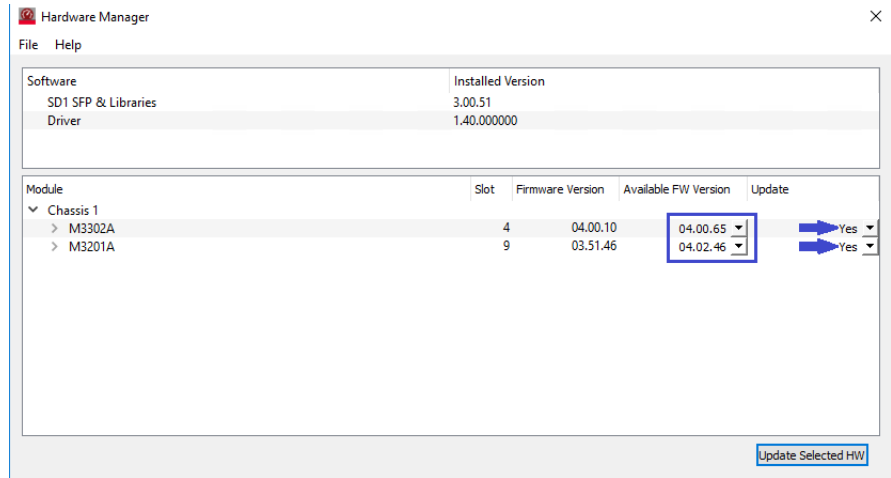 Hardware Manager
File Help
Software Installed Version
SD1 SFP & Libraries 3.00.51
Driver 1.40.000000
Module Slot Firmware Version Available FW Version Update
Chassis 1
M3302A 4 04.00.10 04.00.65 Yes
M3201A 9 03.51.46 04.02.46 Yes
Update Selected HW